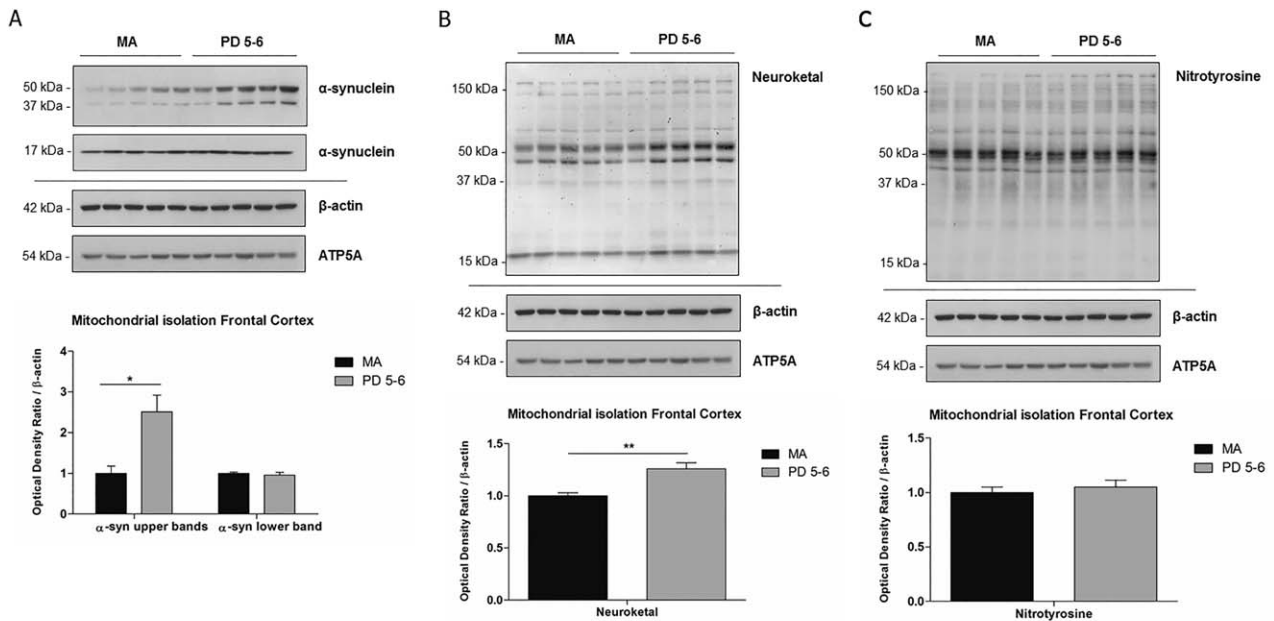 A
MA PD 5-6
50 kDa - α-synuclein
37 kDa -
17 kDa - α-synuclein
42 kDa - β-actin
54 kDa - ATP5A
Mitochondrial isolation Frontal Cortex
Optical Density Ratio / β-actin
4
3
2
1
0
*
MA
PD 5-6
α-syn upper bands α-syn lower band
B
MA PD 5-6
Neuroketal
150 kDa -
50 kDa -
37 kDa -
15 kDa -
42 kDa - β-actin
54 kDa - ATP5A
Mitochondrial isolation Frontal Cortex
Optical Density Ratio / β-actin
1.5
1.0
0.5
0.0
**
MA
PD 5-6
Neuroketal
C
MA PD 5-6
Nitrotyrosine
150 kDa -
50 kDa -
37 kDa -
15 kDa -
42 kDa - β-actin
54 kDa - ATP5A
Mitochondrial isolation Frontal Cortex
Optical Density Ratio / β-actin
1.5
1.0
0.5
0.0
MA
PD 5-6
Nitrotyrosine